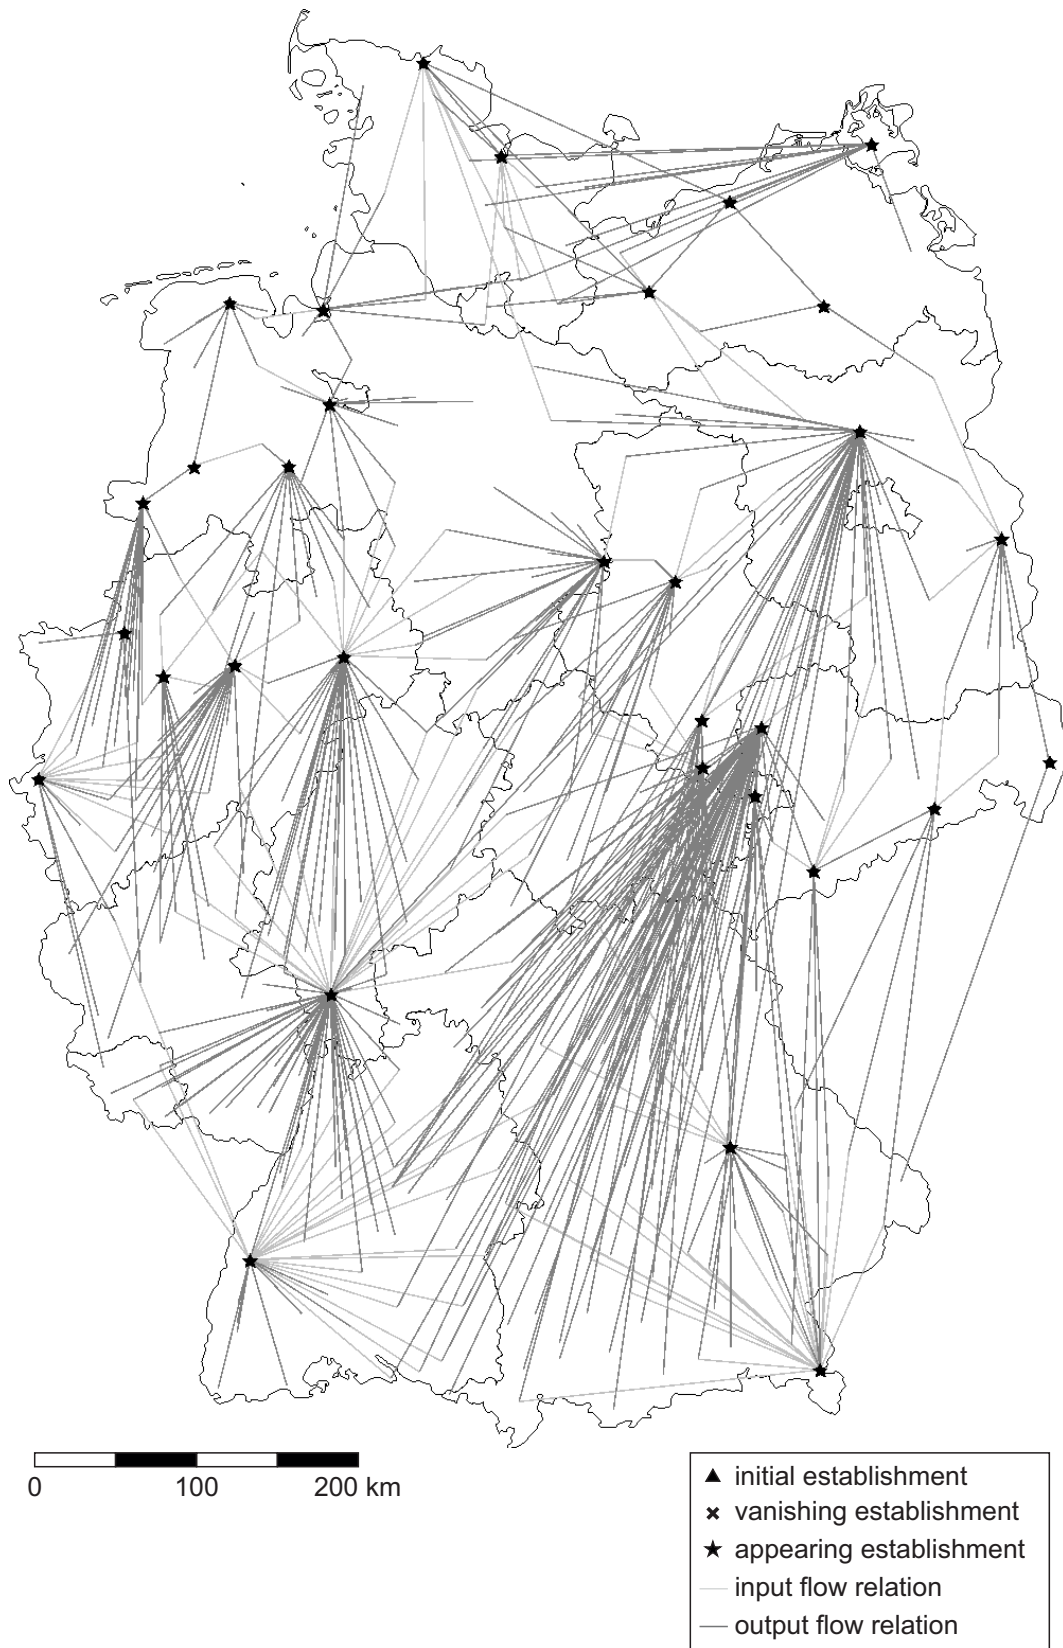 0 100 200 km
initial establishment
vanishing establishment
appearing establishment
input flow relation
output flow relation